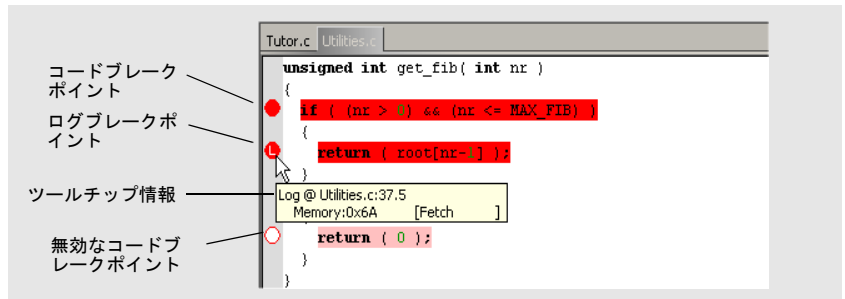 Tutor.c Utilities.c
unsigned int get_fib( int nr )
{
コードブレーク
ポイント
if ( (nr > 0) && (nr <= MAX_FIB) )
{
ログブレークポ
イント
L
return ( root[nr-1] );
}
ツールチップ情報
Log @ Utilities.c:37.5
Memory:0x6A [Fetch ]
無効なコードブ
レークポイント
return ( 0 );
}
}